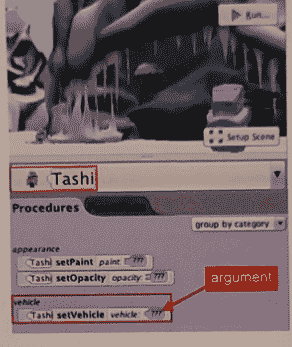 Run...
Setup Scene
Tashi
Procedures
group by category
appearance
Tashi setPaint paint: ???
Tashi setOpacity opacity: ???
argument
vehicle
Tashi setVehicle vehicle: ???